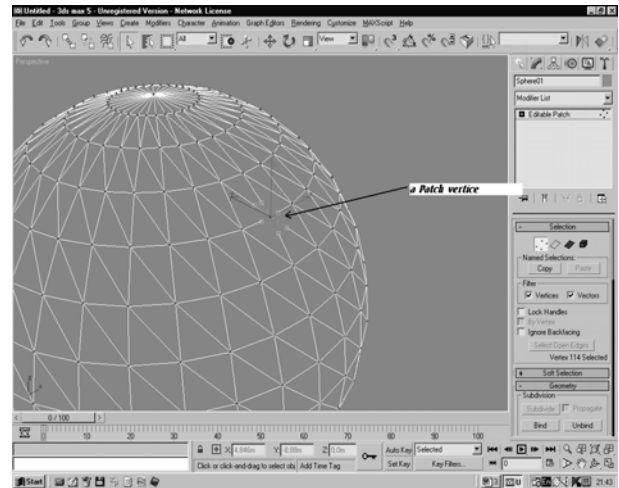 Untitled - 3ds max 5 - Unregistered Version - Network License
File Edit Tools Group Views Create Modifiers Character Animation Graph Editors Rendering Customize MAXScript Help
All View
Perspective
Sphere01
Modifier List
Editable Patch
a Patch vertice
- Selection
Named Selections:
Copy Paste
Filter
Vertices Vectors
Lock Handles
By Vertex
Ignore Backfacing
Select Open Edges
Vertex 114 Selected
+ Soft Selection
- Geometry
Subdivision
Subdivide Propagate
Bind Unbind
< 0 / 100 >
0 10 20 30 40 50 60 70 80 90 100
X Y Z 0.0m Auto Key Selected
Click or click-and-drag to select obj Add Time Tag Set Key Key Filters... 0
Start 21:43